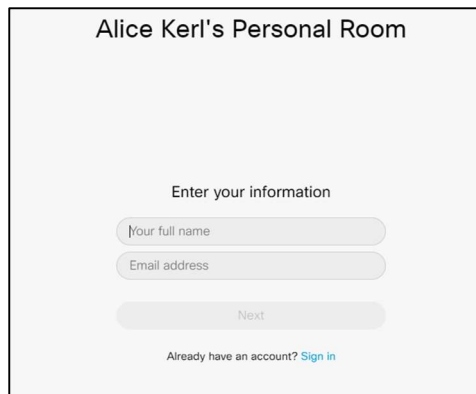 Alice Kerl's Personal Room
Enter your information
Your full name
Email address
Next
Already have an account? Sign in